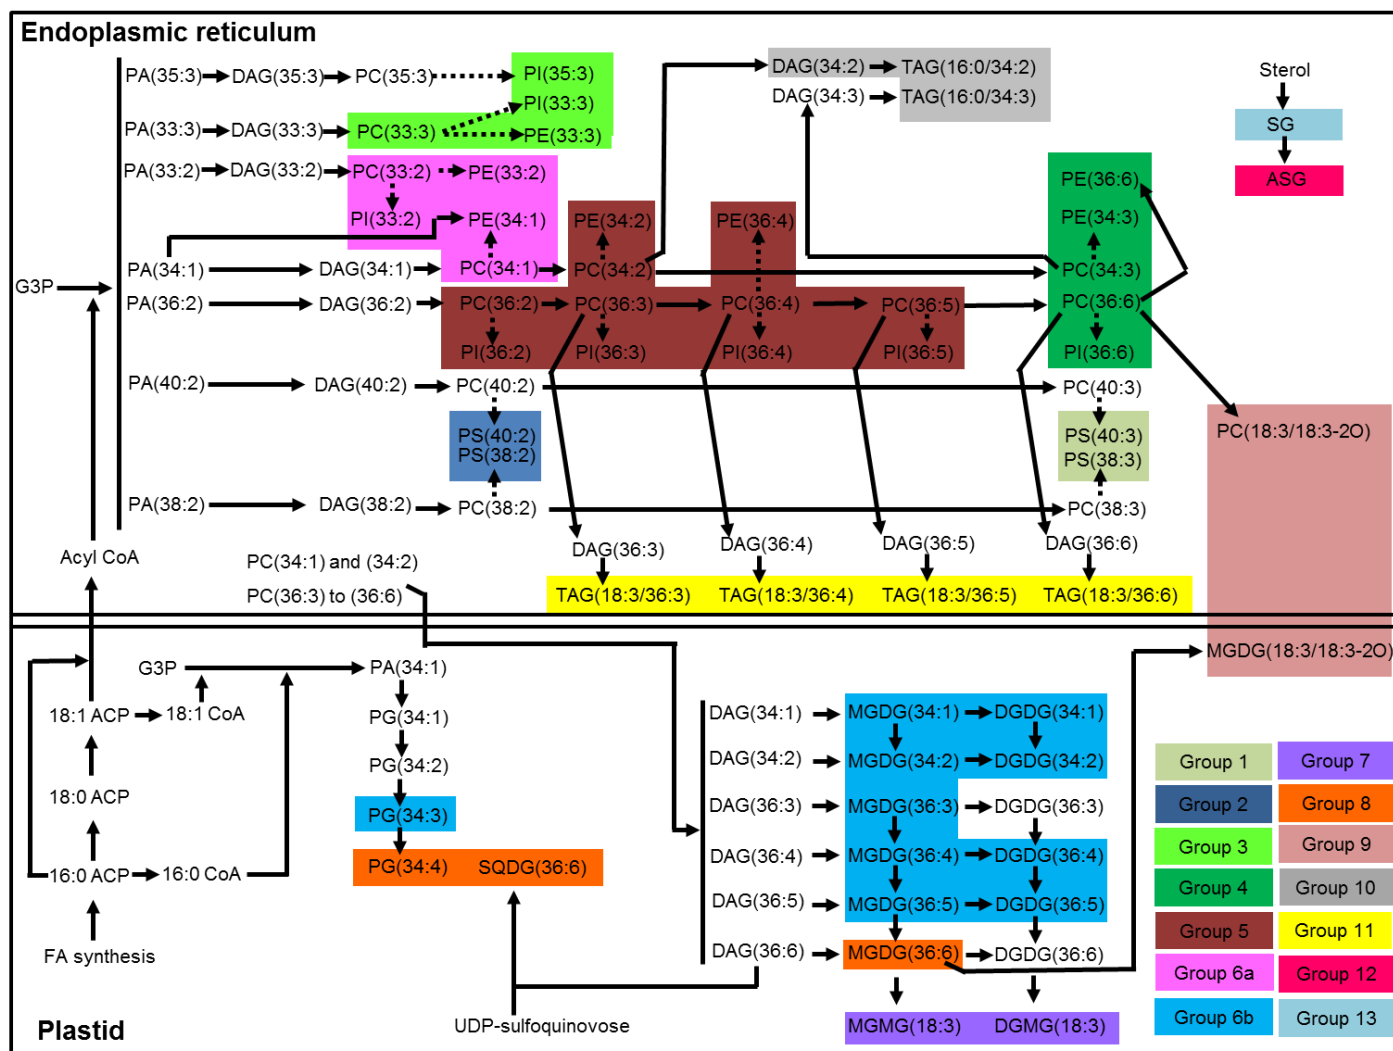 Endoplasmic reticulum
PA(35:3) DAG(35:3) PC(35:3) PI(35:3)
DAG(34:2) TAG(16:0/34:2)
DAG(34:3) TAG(16:0/34:3)
Sterol
SG
ASG
PI(33:3)
PA(33:3) DAG(33:3) PC(33:3) PE(33:3)
PA(33:2) DAG(33:2) PC(33:2) PE(33:2)
PE(36:6)
PI(33:2) PE(34:1) PE(34:2) PE(36:4) PE(34:3)
PA(34:1) DAG(34:1) PC(34:1) PC(34:2) PC(34:3)
G3P
PA(36:2) DAG(36:2) PC(36:2) PC(36:3) PC(36:4) PC(36:5) PC(36:6)
PI(36:2) PI(36:3) PI(36:4) PI(36:5) PI(36:6)
PA(40:2) DAG(40:2) PC(40:2) PC(40:3)
PS(40:2) PS(40:3) PC(18:3/18:3-2O)
PS(38:2) PS(38:3)
PA(38:2) DAG(38:2) PC(38:2) PC(38:3)
Acyl CoA
PC(34:1) and (34:2)
DAG(36:3) DAG(36:4) DAG(36:5) DAG(36:6)
PC(36:3) to (36:6)
TAG(18:3/36:3) TAG(18:3/36:4) TAG(18:3/36:5) TAG(18:3/36:6)
G3P PA(34:1) MGDG(18:3/18:3-2O)
18:1 ACP 18:1 CoA PG(34:1)
DAG(34:1) MGDG(34:1) DGDG(34:1)
PG(34:2)
DAG(34:2) MGDG(34:2) DGDG(34:2)
18:0 ACP
PG(34:3)
DAG(36:3) MGDG(36:3) DGDG(36:3)
16:0 ACP 16:0 CoA PG(34:4) SQDG(36:6)
DAG(36:4) MGDG(36:4) DGDG(36:4)
DAG(36:5) MGDG(36:5) DGDG(36:5)
FA synthesis
DAG(36:6) MGDG(36:6) DGDG(36:6)
UDP-sulfoquinovose
MGMG(18:3) DGMG(18:3)
Plastid
Group 1 Group 7
Group 2 Group 8
Group 3 Group 9
Group 4 Group 10
Group 5 Group 11
Group 6a Group 12
Group 6b Group 13